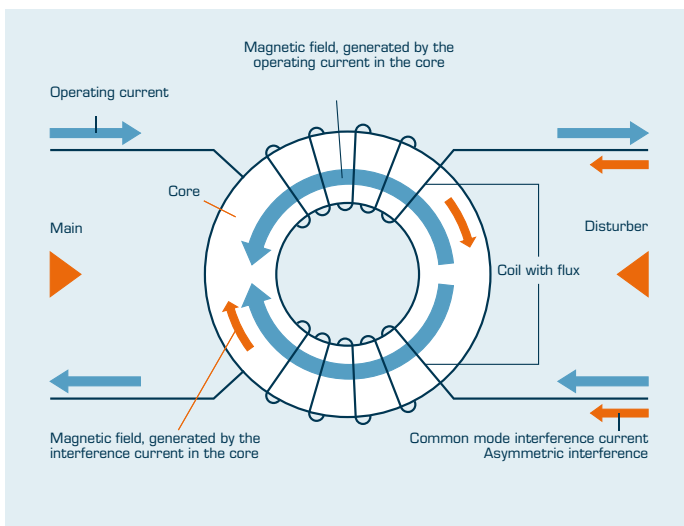 Magnetic field, generated by the
operating current in the core
Operating current
Core
Main
Disturber
Coil with flux
Magnetic field, generated by the
interference current in the core
Common mode interference current
Asymmetric interference